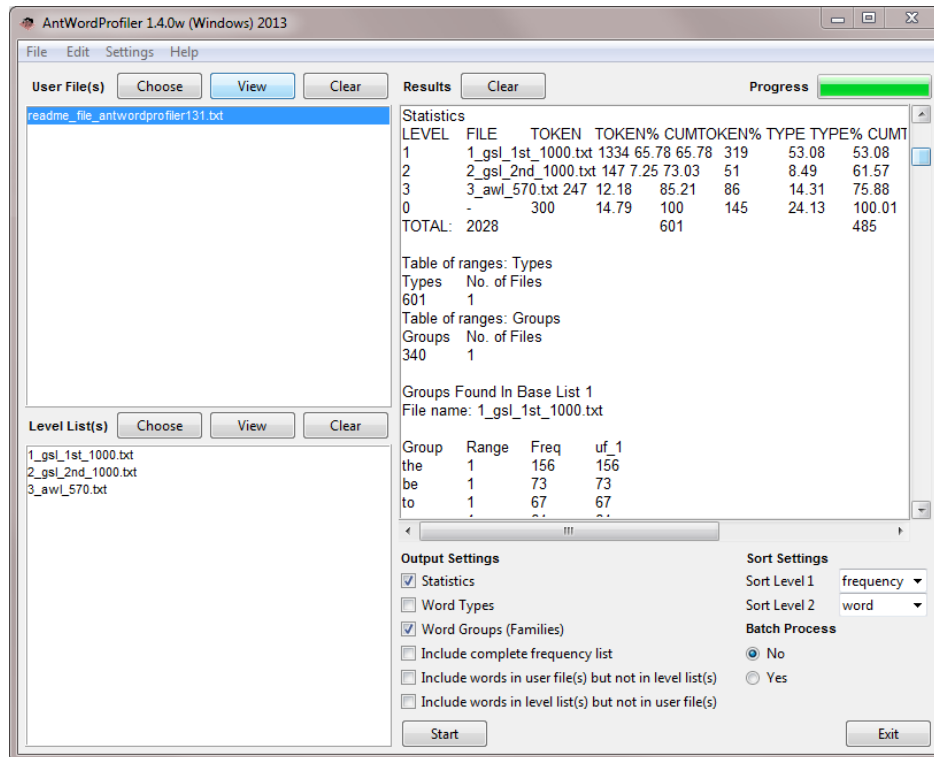 AntWordProfiler 1.4.0w (Windows) 2013
File Edit Settings Help
User File(s) Choose View Clear
readme_file_antwordprofiler131.txt
Level List(s) Choose View Clear
1_gsl_1st_1000.txt
2_gsl_2nd_1000.txt
3_awl_570.txt
Results Clear Progress
Statistics
LEVEL FILE TOKEN TOKEN% CUMTOKEN% TYPE TYPE% CUMT
1 1_gsl_1st_1000.txt 1334 65.78 65.78 319 53.08 53.08
2 2_gsl_2nd_1000.txt 147 7.25 73.03 51 8.49 61.57
3 3_awl_570.txt 247 12.18 85.21 86 14.31 75.88
0 - 300 14.79 100 145 24.13 100.01
TOTAL: 2028 601 485
Table of ranges: Types
Types No. of Files
601 1
Table of ranges: Groups
Groups No. of Files
340 1
Groups Found In Base List 1
File name: 1_gsl_1st_1000.txt
Group Range Freq uf_1
the 1 156 156
be 1 73 73
to 1 67 67
Output Settings
Statistics
Word Types
Word Groups (Families)
Include complete frequency list
Include words in user file(s) but not in level list(s)
Include words in level list(s) but not in user file(s)
Start
Sort Settings
Sort Level 1 frequency
Sort Level 2 word
Batch Process
No
Yes
Exit